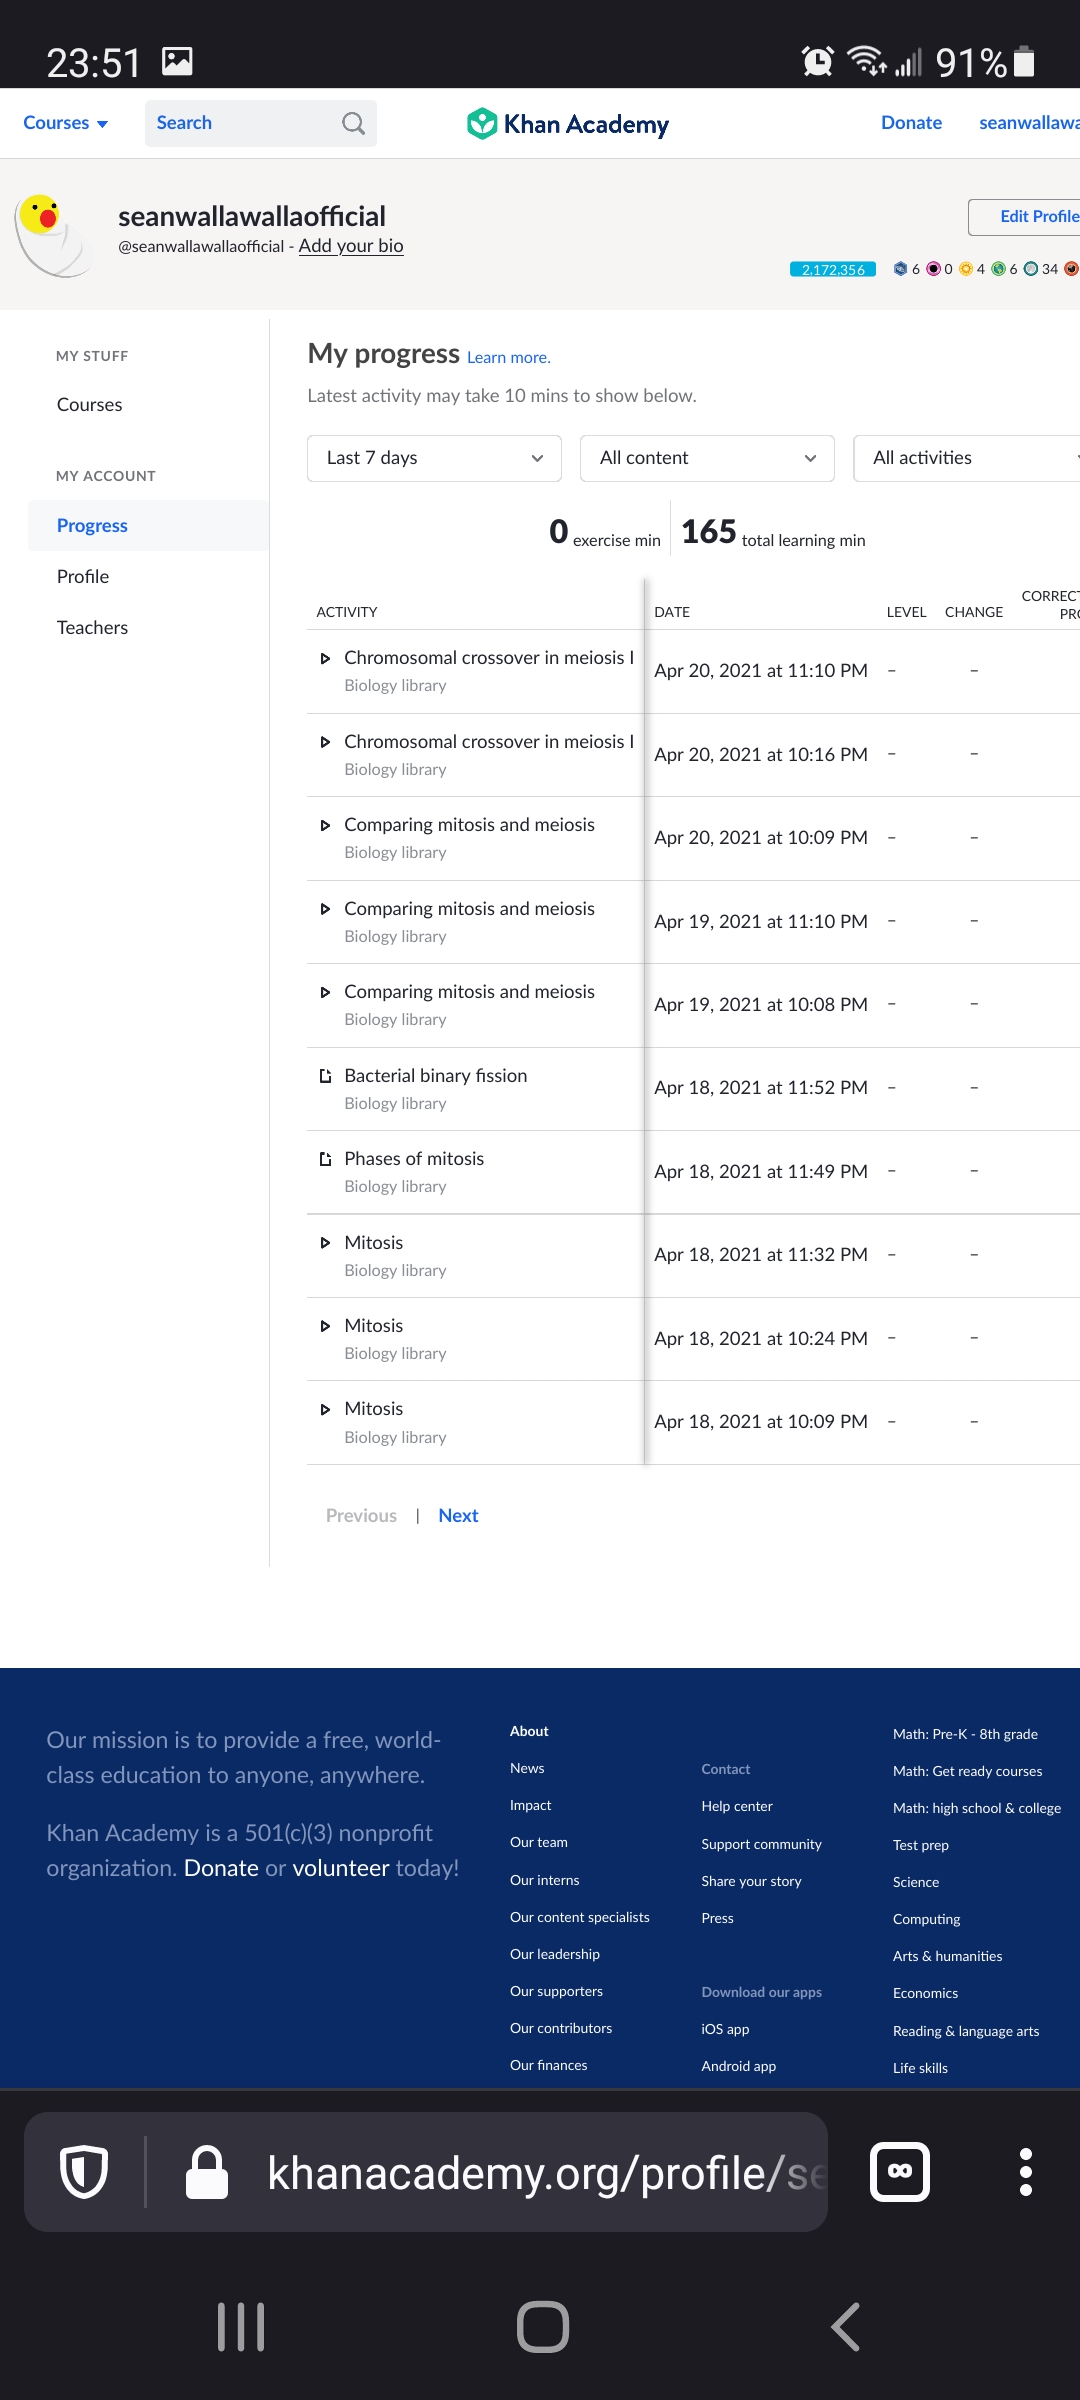 23:51 91%
Courses Search Khan Academy Donate seanwallawa
seanwallawallaofficial
@seanwallawallaofficial - Add your bio
Edit Profile
2,172,356 6 0 4 6 34
MY STUFF
Courses
MY ACCOUNT
Progress
Profile
Teachers
My progress Learn more.
Latest activity may take 10 mins to show below.
Last 7 days All content All activities
0 exercise min 165 total learning min
ACTIVITY DATE LEVEL CHANGE CORRECT
PRO
Chromosomal crossover in meiosis I Apr 20, 2021 at 11:10 PM – –
Biology library
Chromosomal crossover in meiosis I Apr 20, 2021 at 10:16 PM – –
Biology library
Comparing mitosis and meiosis Apr 20, 2021 at 10:09 PM – –
Biology library
Comparing mitosis and meiosis Apr 19, 2021 at 11:10 PM – –
Biology library
Comparing mitosis and meiosis Apr 19, 2021 at 10:08 PM – –
Biology library
Bacterial binary fission Apr 18, 2021 at 11:52 PM – –
Biology library
Phases of mitosis Apr 18, 2021 at 11:49 PM – –
Biology library
Mitosis Apr 18, 2021 at 11:32 PM – –
Biology library
Mitosis Apr 18, 2021 at 10:24 PM – –
Biology library
Mitosis Apr 18, 2021 at 10:09 PM – –
Biology library
Previous | Next
Our mission is to provide a free, world-
class education to anyone, anywhere.
Khan Academy is a 501(c)(3) nonprofit
organization. Donate or volunteer today!
About
News
Impact
Our team
Our interns
Our content specialists
Our leadership
Our supporters
Our contributors
Our finances
Contact
Help center
Support community
Share your story
Press
Download our apps
iOS app
Android app
Math: Pre-K - 8th grade
Math: Get ready courses
Math: high school & college
Test prep
Science
Computing
Arts & humanities
Economics
Reading & language arts
Life skills
khanacademy.org/profile/se